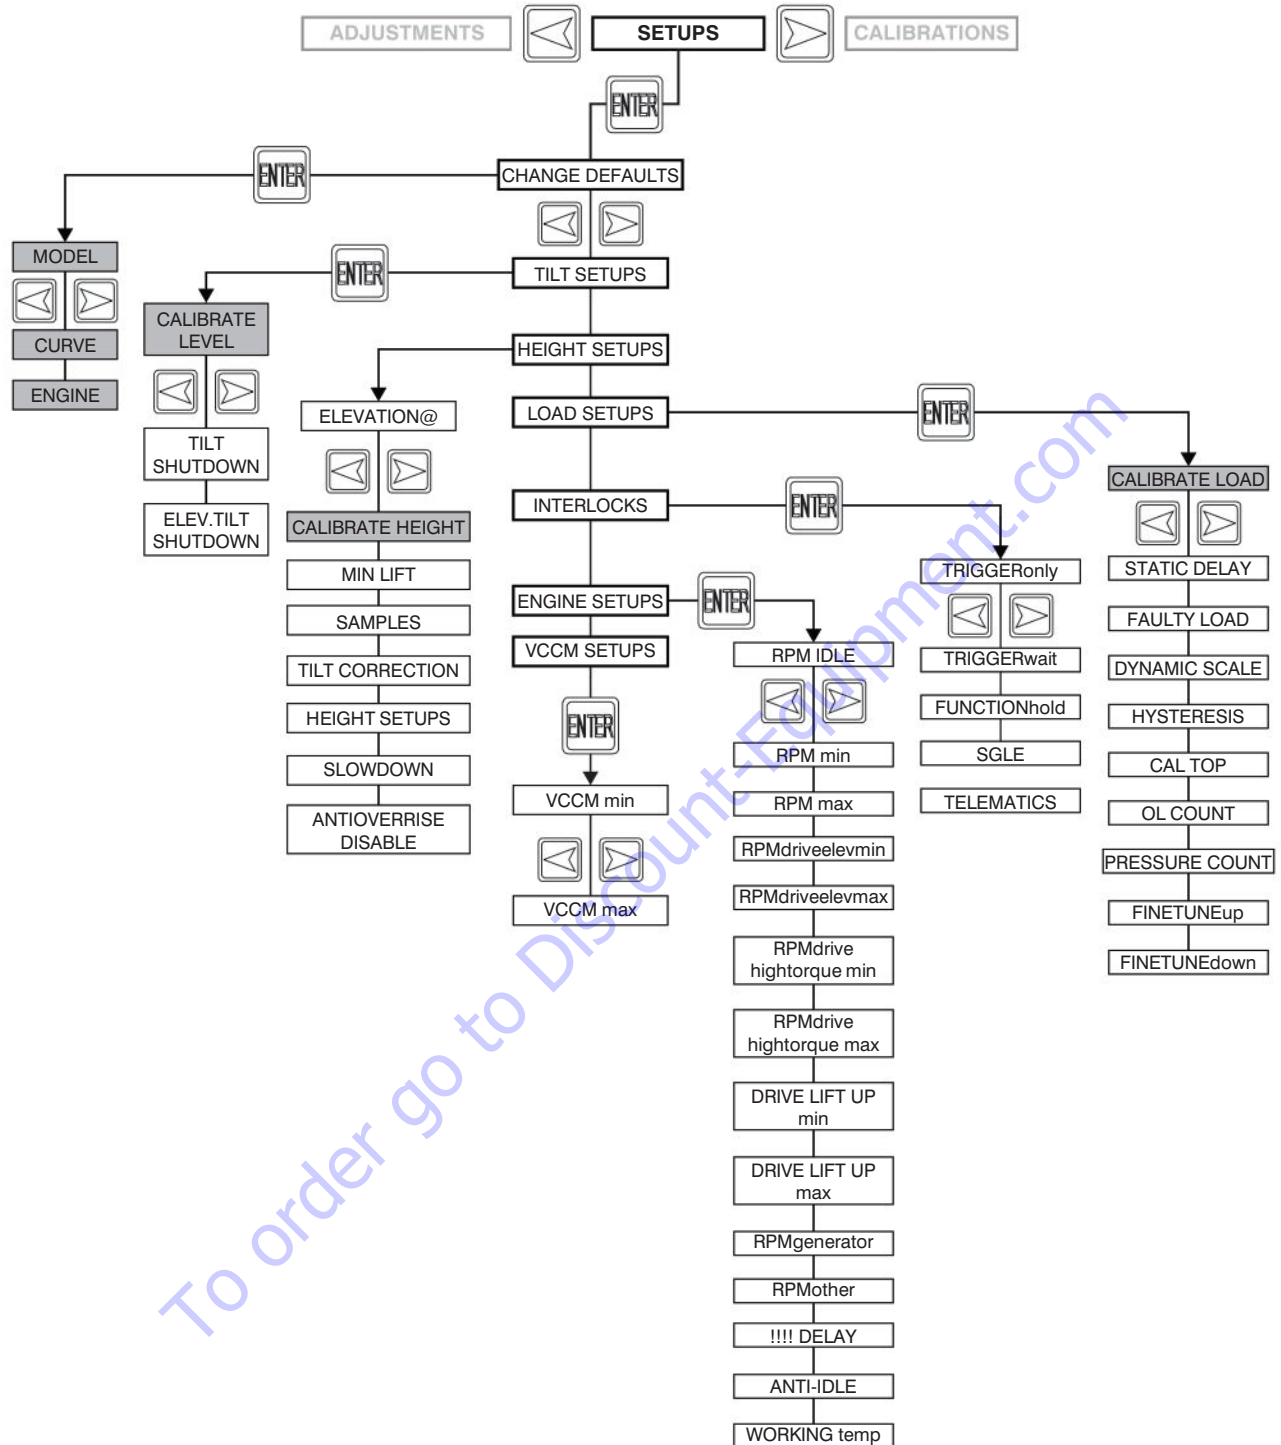 ADJUSTMENTS
SETUPS
CALIBRATIONS
ENTER
ENTER
CHANGE DEFAULTS
MODEL
CURVE
ENGINE
ENTER
TILT SETUPS
CALIBRATE
LEVEL
TILT
SHUTDOWN
ELEV.TILT
SHUTDOWN
HEIGHT SETUPS
ELEVATION@
CALIBRATE HEIGHT
MIN LIFT
SAMPLES
TILT CORRECTION
HEIGHT SETUPS
SLOWDOWN
ANTIOVERRISE
DISABLE
LOAD SETUPS
ENTER
CALIBRATE LOAD
STATIC DELAY
FAULTY LOAD
DYNAMIC SCALE
HYSTERESIS
CAL TOP
OL COUNT
PRESSURE COUNT
FINETUNEup
FINETUNEdown
INTERLOCKS
ENTER
TRIGGERonly
TRIGGERwait
FUNCTIONhold
SGLE
TELEMATICS
ENGINE SETUPS
ENTER
RPM IDLE
RPM min
RPM max
RPMdriveelevmin
RPMdriveelevmax
RPMdrive
hightorque min
RPMdrive
hightorque max
DRIVE LIFT UP
min
DRIVE LIFT UP
max
RPMgenerator
RPMother
!!!! DELAY
ANTI-IDLE
WORKING temp
VCCM SETUPS
ENTER
VCCM min
VCCM max
To order go to Discount-Equipment.com